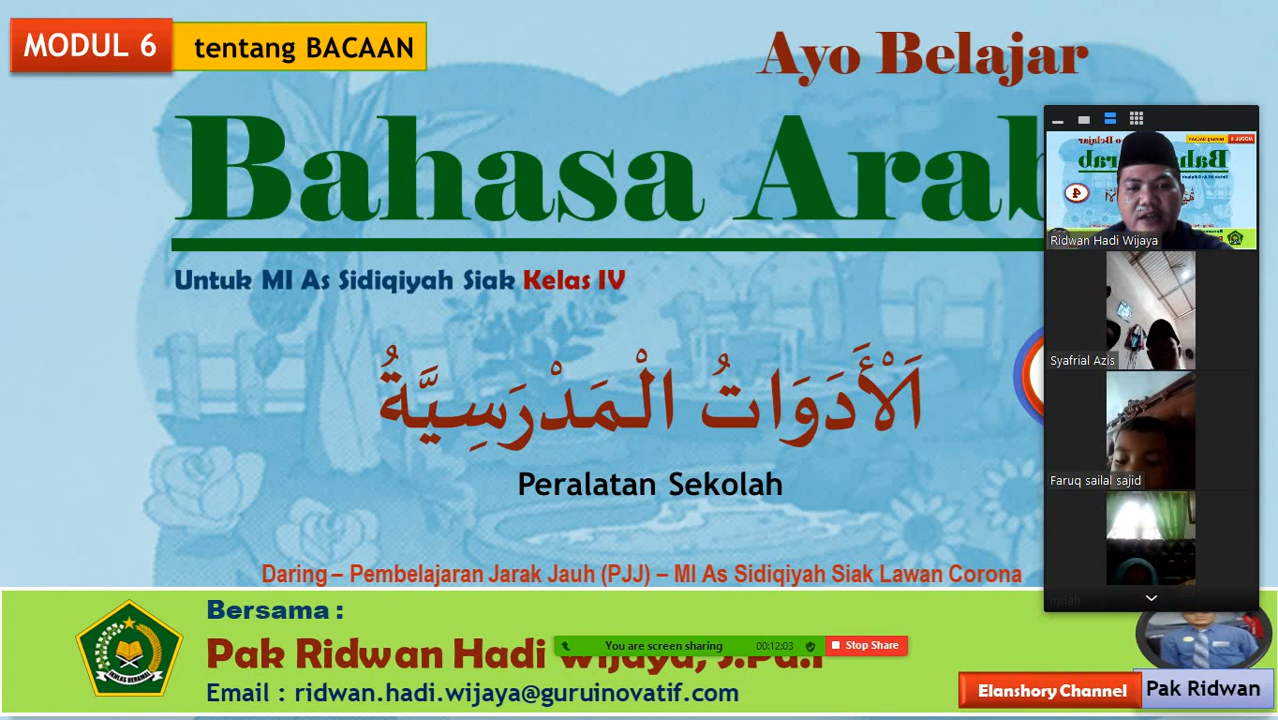 MODUL 6
tentang BACAAN
Ayo Belajar
Bahasa Arab
Untuk MI As Sidiqiyah Siak Kelas IV
اَلْأَدَوَاتُ الْمَدْرَسِيَّةُ
Peralatan Sekolah
Daring – Pembelajaran Jarak Jauh (PJJ) – MI As Sidiqiyah Siak Lawan Corona
Bersama :
Pak Ridwan Hadi Wijaya, S.Pd.I
Email : ridwan.hadi.wijaya@guruinovatif.com
You are screen sharing
00:12:03
Stop Share
Elanshory Channel
Pak Ridwan
Ridwan Hadi Wijaya
Syafrial Azis
Faruq sailal sajid
IKHLAS BERAMAL